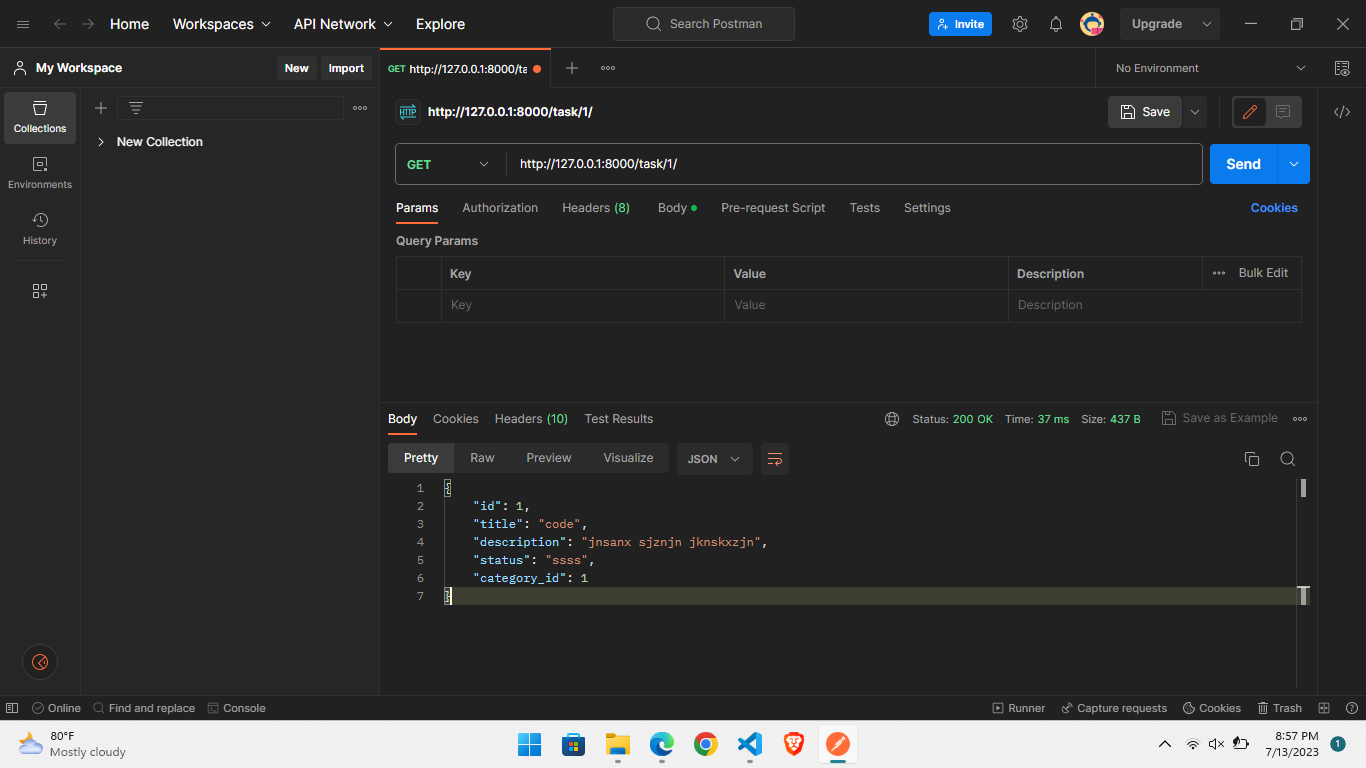 Home Workspaces API Network Explore Search Postman Invite Upgrade
My Workspace New Import GET http://127.0.0.1:8000/ta No Environment
Collections
Environments
History
New Collection
HTTP http://127.0.0.1:8000/task/1/ Save
GET http://127.0.0.1:8000/task/1/ Send
Params Authorization Headers (8) Body Pre-request Script Tests Settings Cookies
Query Params
Key Value Description Bulk Edit
Key Value Description
Body Cookies Headers (10) Test Results Status: 200 OK Time: 37 ms Size: 437 B Save as Example
Pretty Raw Preview Visualize JSON
1 {
2 "id": 1,
3 "title": "code",
4 "description": "jnsanx sjznjn jknskxzjn",
5 "status": "ssss",
6 "category_id": 1
7 }
Online Find and replace Console Runner Capture requests Cookies Trash
80°F
Mostly cloudy
8:57 PM
7/13/2023
1